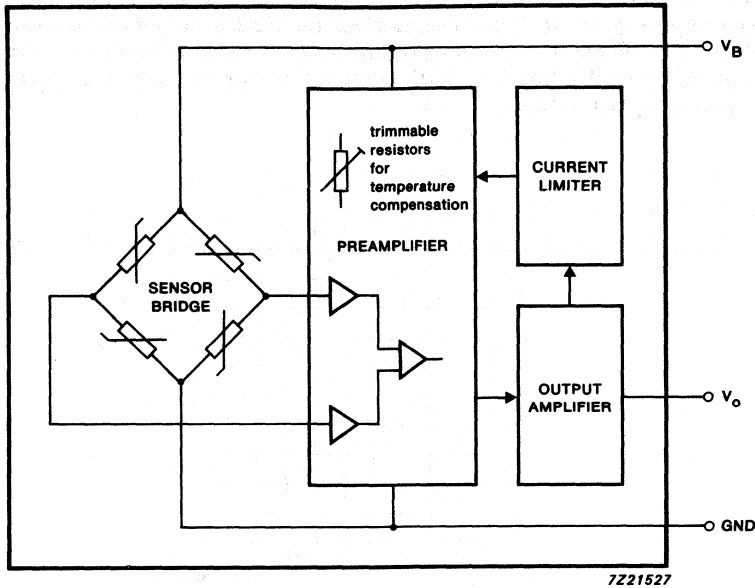 V_B
trimmable
resistors
for
temperature
compensation
PREAMPLIFIER
CURRENT
LIMITER
SENSOR
BRIDGE
OUTPUT
AMPLIFIER
V_o
GND
7Z21527